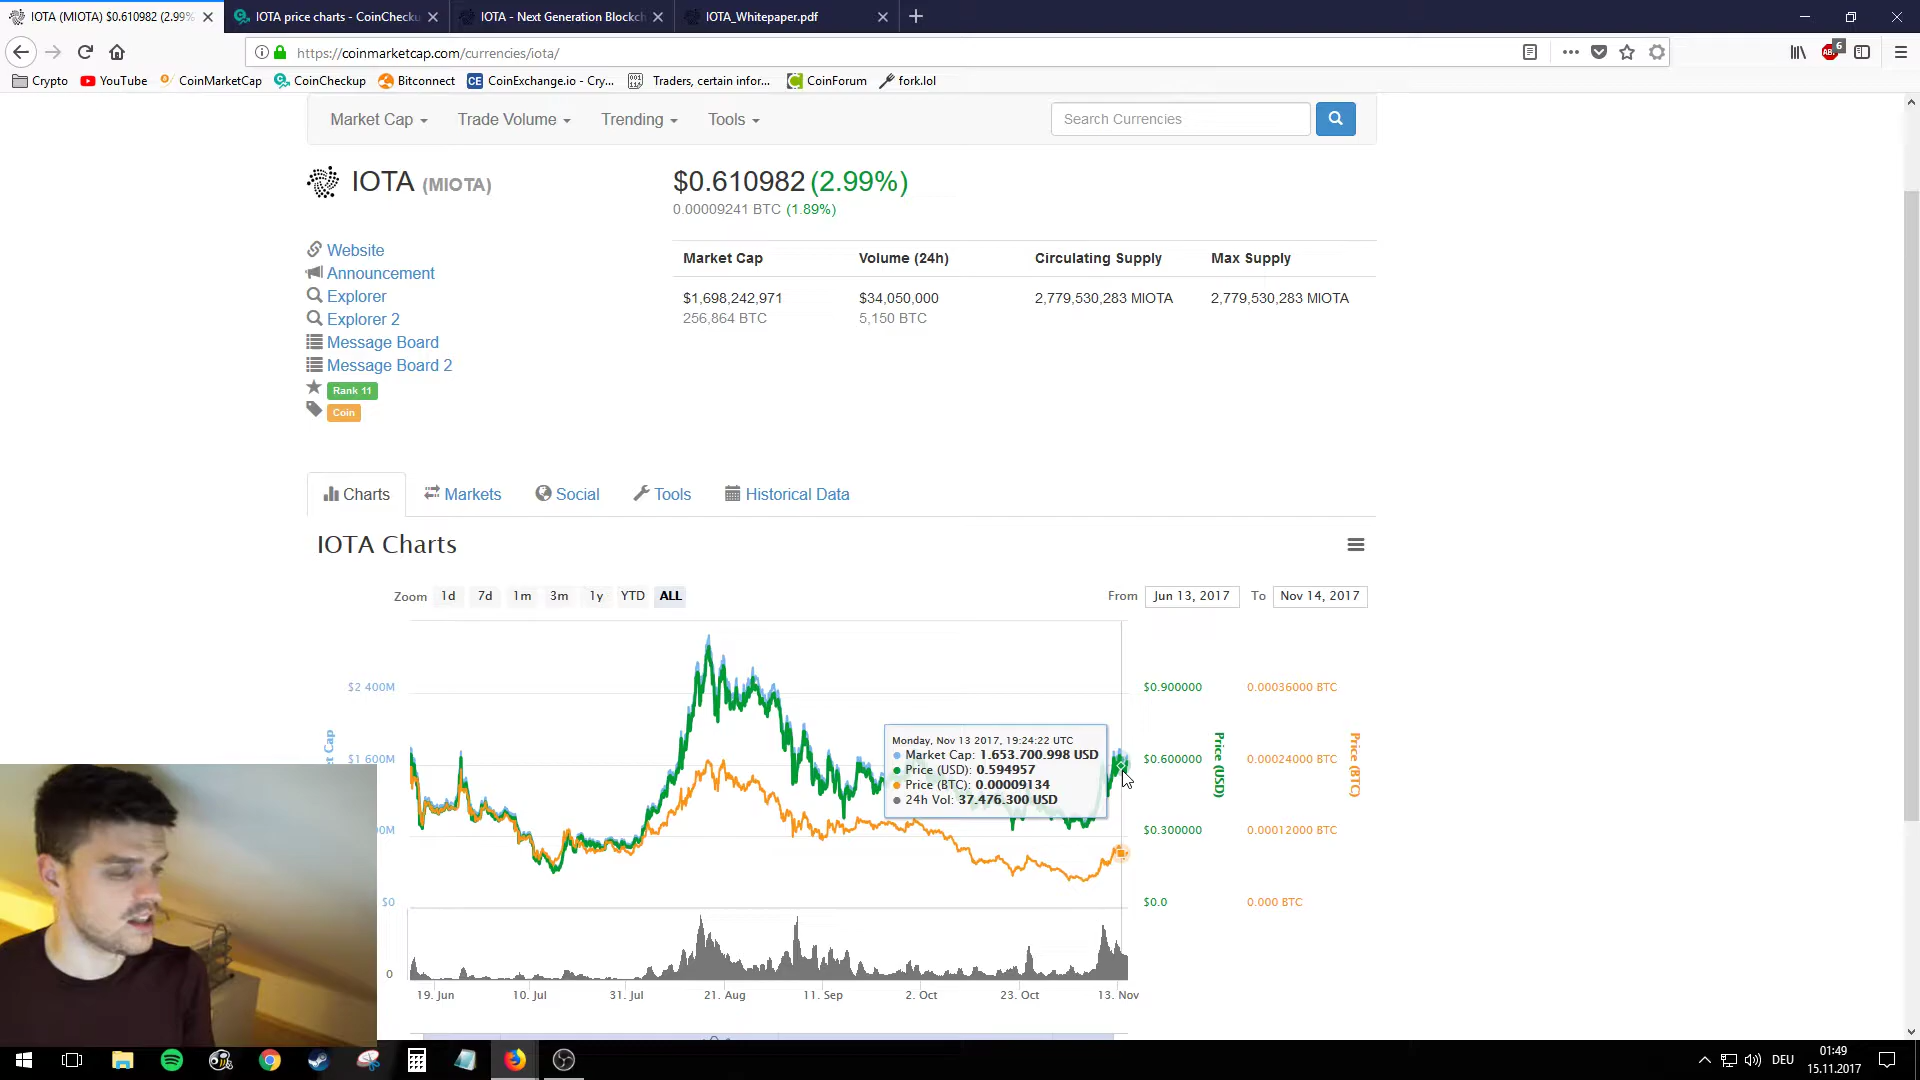 IOTA (MIOTA) $0.610982 (2.99%
IOTA price charts - CoinChecku
IOTA - Next Generation Blockch
IOTA_Whitepaper.pdf
https://coinmarketcap.com/currencies/iota/
6
Crypto
YouTube
CoinMarketCap
CoinCheckup
Bitconnect
CE CoinExchange.io - Cry...
Traders, certain infor...
CoinForum
fork.lol
Market Cap
Trade Volume
Trending
Tools
Search Currencies
IOTA (MIOTA)
$0.610982 (2.99%)
0.00009241 BTC (1.89%)
Website
Announcement
Explorer
Explorer 2
Message Board
Message Board 2
Rank 11
Coin
Market Cap
Volume (24h)
Circulating Supply
Max Supply
$1,698,242,971
$34,050,000
2,779,530,283 MIOTA
2,779,530,283 MIOTA
256,864 BTC
5,150 BTC
Charts
Markets
Social
Tools
Historical Data
IOTA Charts
Zoom 1d 7d 1m 3m 1y YTD ALL
From Jun 13, 2017 To Nov 14, 2017
$2 400M
$0.900000
0.00036000 BTC
Monday, Nov 13 2017, 19:24:22 UTC
Market Cap: 1.653.700.998 USD
Price (USD): 0.594957
Price (BTC): 0.00009134
24h Vol: 37.476.300 USD
Cap
$1 600M
$0.600000
0.00024000 BTC
Price (USD)
Price (BTC)
$0.300000
0.00012000 BTC
$0
$0.0
0.000 BTC
0
19. Jun
10. Jul
31. Jul
21. Aug
11. Sep
2. Oct
23. Oct
13. Nov
DEU
01:49
15.11.2017